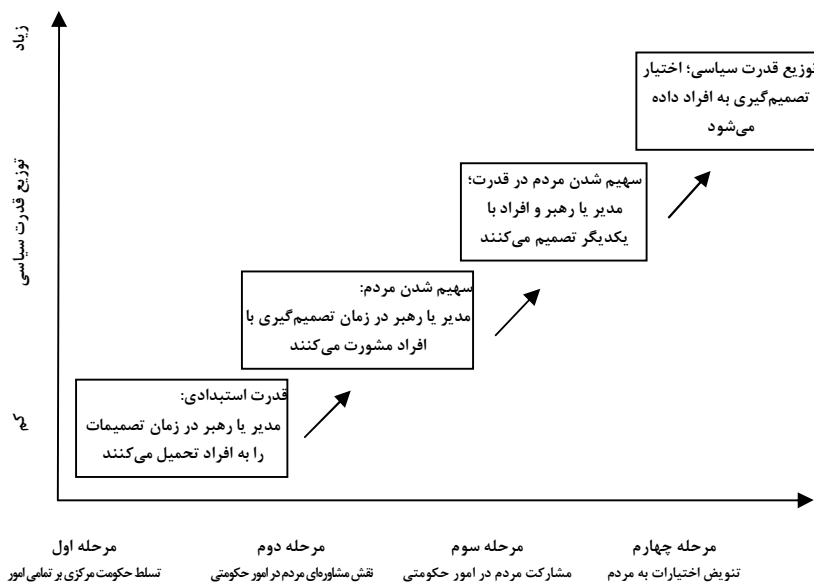 زیاد
توزیع قدرت سیاسی
کم
توزیع قدرت سیاسی؛ اختیار
تصمیم‌گیری به افراد داده
می‌شود
سهیم شدن مردم در قدرت؛
مدیر یا رهبر و افراد با
یکدیگر تصمیم می‌کنند
سهیم شدن مردم:
مدیر یا رهبر در زمان تصمیم‌گیری با
افراد مشورت می‌کنند
قدرت استبدادی:
مدیر یا رهبر در زمان تصمیمات
را به افراد تحمیل می‌کنند
مرحله اول
تسلط حکومت مرکزی بر تمامی امور
مرحله دوم
نقش مشاوره‌ای مردم در امور حکومتی
مرحله سوم
مشارکت مردم در امور حکومتی
مرحله چهارم
تنویض اختیارات به مردم